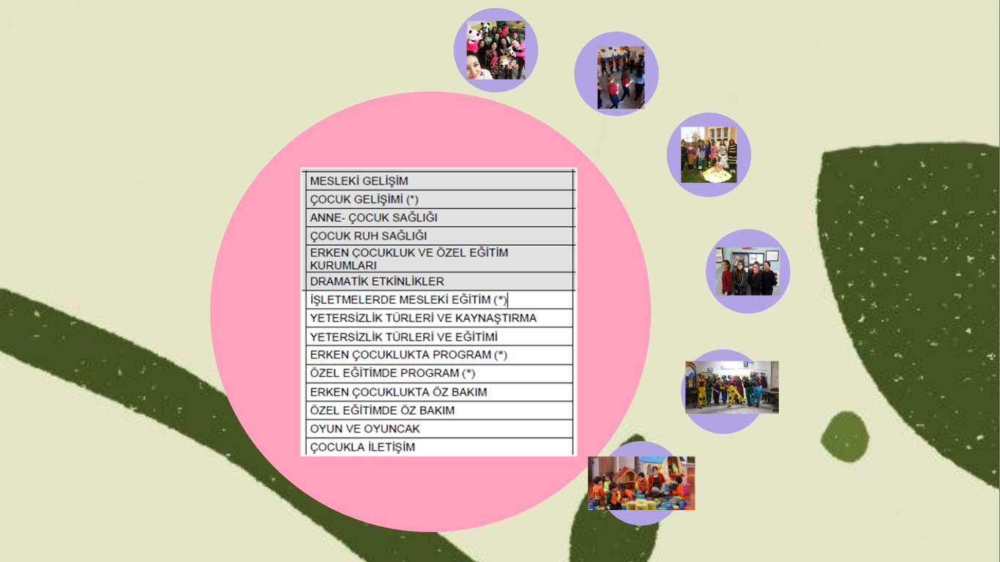 MESLEKİ GELİŞİM
ÇOCUK GELİŞİMİ (*)
ANNE- ÇOCUK SAĞLIĞI
ÇOCUK RUH SAĞLIĞI
ERKEN ÇOCUKLUK VE ÖZEL EĞİTİM
KURUMLARI
DRAMATİK ETKİNLİKLER
İŞLETMELERDE MESLEKİ EĞİTİM (*)
YETERSİZLİK TÜRLERİ VE KAYNAŞTIRMA
YETERSİZLİK TÜRLERİ VE EĞİTİMİ
ERKEN ÇOCUKLUKTA PROGRAM (*)
ÖZEL EĞİTİMDE PROGRAM (*)
ERKEN ÇOCUKLUKTA ÖZ BAKIM
ÖZEL EĞİTİMDE ÖZ BAKIM
OYUN VE OYUNCAK
ÇOCUKLA İLETİŞİM